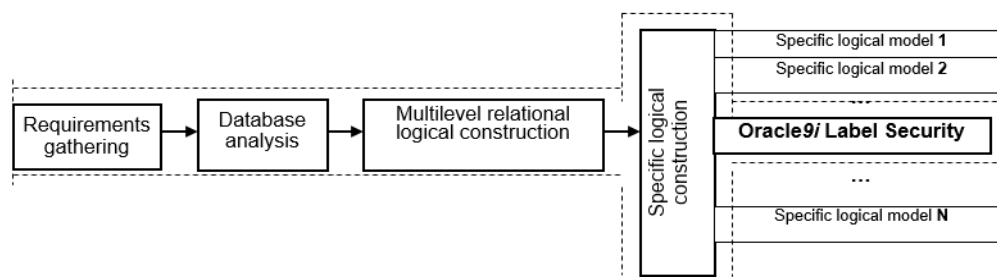 Requirements
gathering
Database
analysis
Multilevel relational
logical construction
Specific logical
construction
Specific logical model 1
Specific logical model 2
...
Oracle9i Label Security
...
Specific logical model N